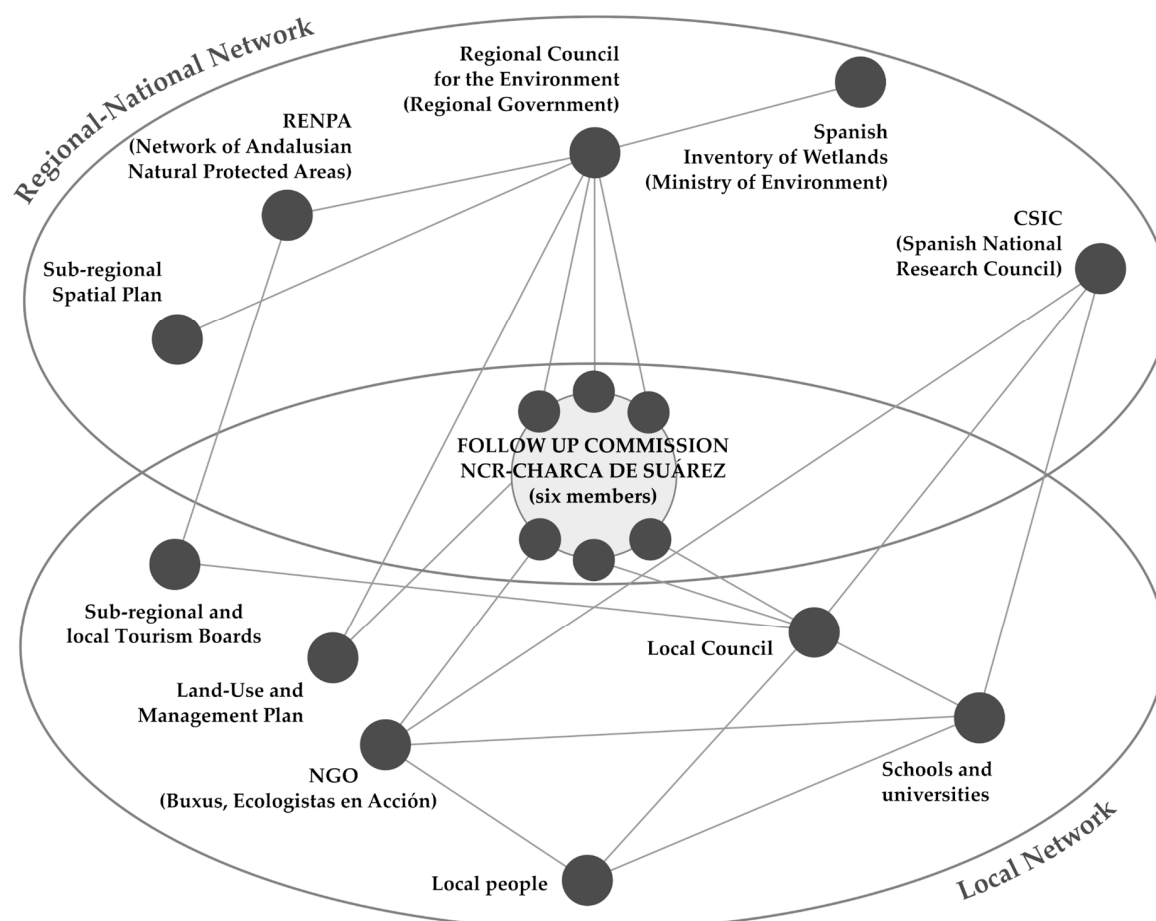 Regional-National Network
Regional Council
for the Environment
(Regional Government)
RENPA
(Network of Andalusian
Natural Protected Areas)
Spanish
Inventory of Wetlands
(Ministry of Environment)
CSIC
(Spanish National
Research Council)
Sub-regional
Spatial Plan
FOLLOW UP COMMISSION
NCR-CHARCA DE SUÁREZ
(six members)
Sub-regional and
local Tourism Boards
Local Council
Land-Use and
Management Plan
NGO
(Buxus, Ecologistas en Acción)
Schools and
universities
Local people
Local Network